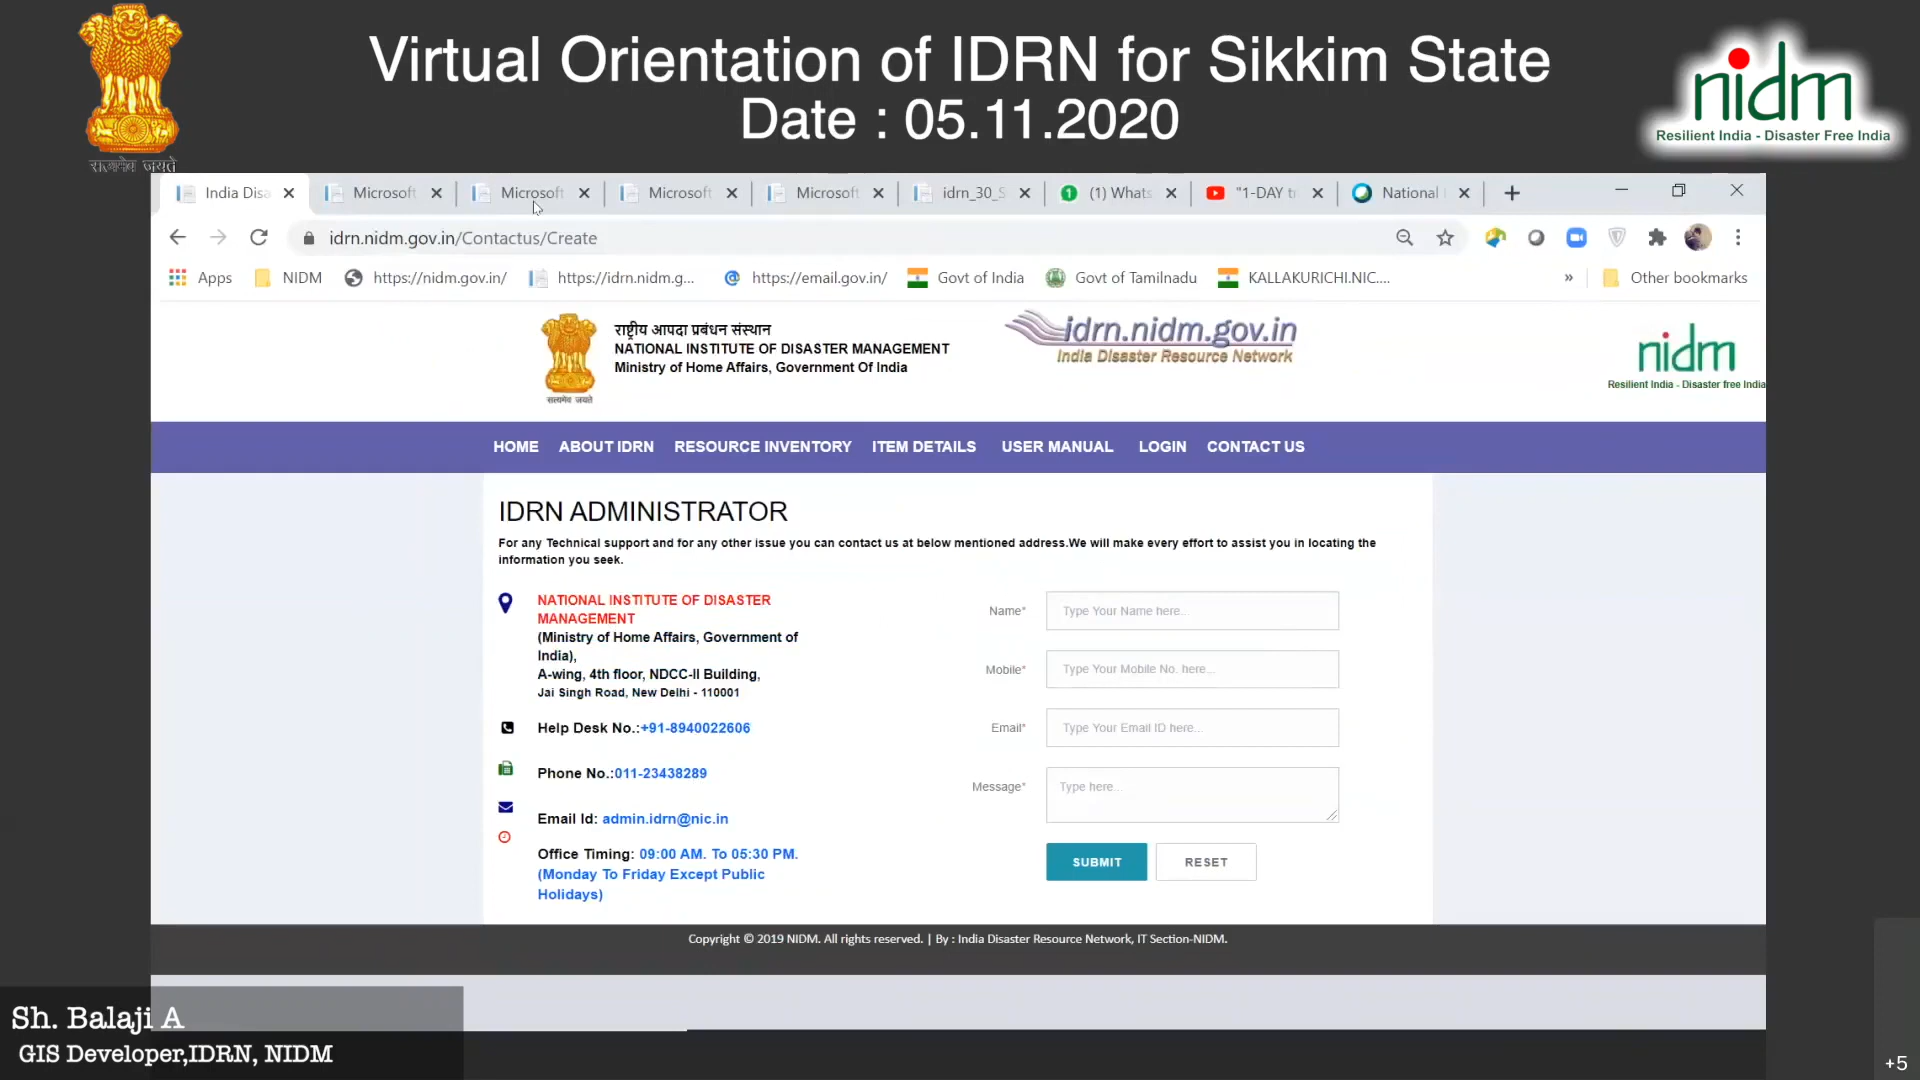 Virtual Orientation of IDRN for Sikkim State
Date : 05.11.2020
सत्यमेव जयते
nidm
Resilient India - Disaster Free India
India Disa
Microsoft
Microsoft
Microsoft
Microsoft
idrn_30_S
(1) Whats
"1-DAY t
National
idrn.nidm.gov.in/Contactus/Create
Apps
NIDM
https://nidm.gov.in/
https://idrn.nidm.g...
https://email.gov.in/
Govt of India
Govt of Tamilnadu
KALLAKURICHI.NIC....
»
Other bookmarks
राष्ट्रीय आपदा प्रबंधन संस्थान
NATIONAL INSTITUTE OF DISASTER MANAGEMENT
Ministry of Home Affairs, Government Of India
सत्यमेव जयते
idrn.nidm.gov.in
India Disaster Resource Network
nidm
Resilient India - Disaster free India
HOME ABOUT IDRN RESOURCE INVENTORY ITEM DETAILS USER MANUAL LOGIN CONTACT US
IDRN ADMINISTRATOR
For any Technical support and for any other issue you can contact us at below mentioned address.We will make every effort to assist you in locating the
information you seek.
NATIONAL INSTITUTE OF DISASTER
MANAGEMENT
(Ministry of Home Affairs, Government of
India),
A-wing, 4th floor, NDCC-II Building,
Jai Singh Road, New Delhi - 110001
Help Desk No.:+91-8940022606
Phone No.:011-23438289
Email Id: admin.idrn@nic.in
Office Timing: 09:00 AM. To 05:30 PM.
(Monday To Friday Except Public
Holidays)
Name* Type Your Name here...
Mobile* Type Your Mobile No. here...
Email* Type Your Email ID here...
Message* Type here...
SUBMIT RESET
Copyright © 2019 NIDM. All rights reserved. | By : India Disaster Resource Network, IT Section-NIDM.
Sh. Balaji A
GIS Developer,IDRN, NIDM
+5